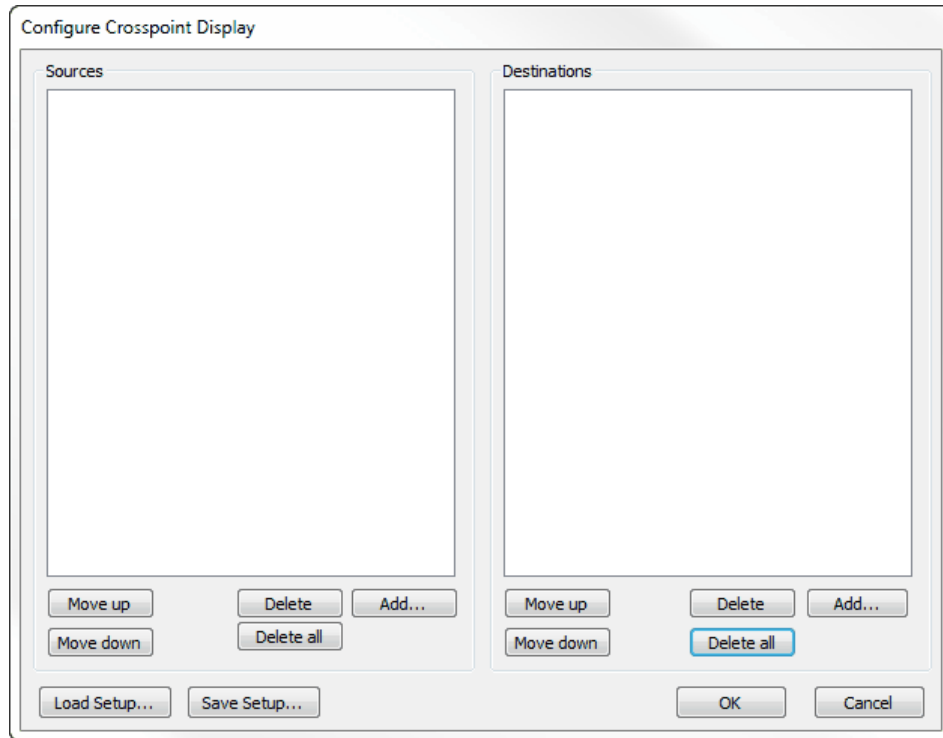 Configure Crosspoint Display
Sources
Destinations
Move up
Delete
Add...
Move down
Delete all
Move up
Delete
Add...
Move down
Delete all
Load Setup...
Save Setup...
OK
Cancel